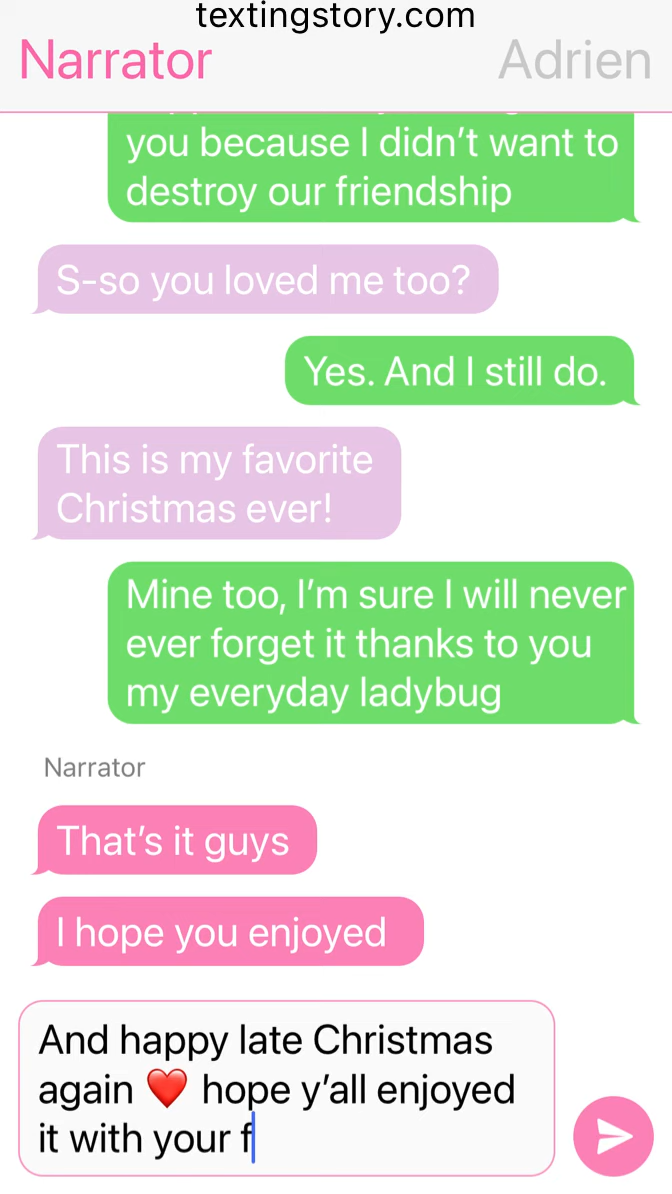 textingstory.com
Narrator
Adrien
you because I didn’t want to
destroy our friendship
S-so you loved me too?
Yes. And I still do.
This is my favorite
Christmas ever!
Mine too, I’m sure I will never
ever forget it thanks to you
my everyday ladybug
Narrator
That’s it guys
I hope you enjoyed
And happy late Christmas
again ❤️ hope y’all enjoyed
it with your f